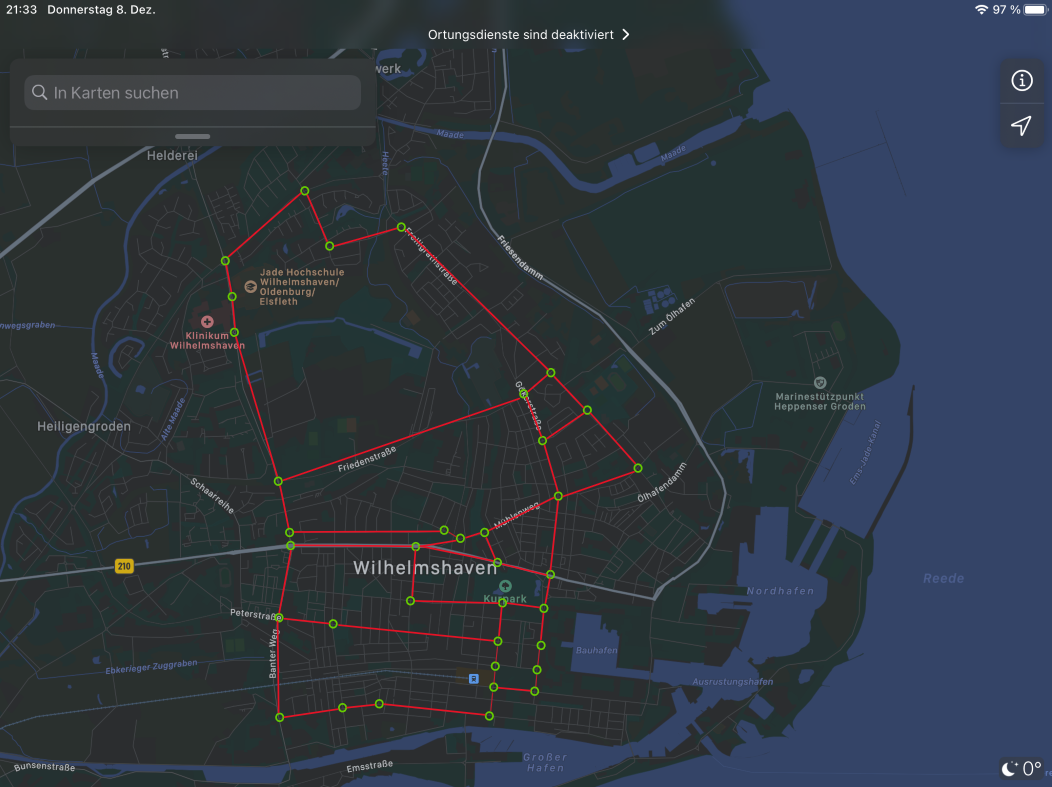 21:33 Donnerstag 8. Dez.
97 %
Ortungsdienste sind deaktiviert
werk
In Karten suchen
Maade
Helderei
Heete
Maade
Freiligrathstraße
Friesendamm
Jade Hochschule
Wilhelmshaven/
Oldenburg/
Elsfleth
Zum Ölhafen
nwegsgraben
Klinikum
Wilhelmshaven
Maade
Marinestützpunkt
Heppenser Groden
Alte Maade
Heiligengroden
Ems-Jade-Kanal
Friedenstraße
Schaarreihe
Ölhafendamm
Mühlenweg
210
Wilhelmshaven
Reede
Nordhafen
Kurpark
Peterstraße
Bauhafen
Banter Weg
Ebkerieger Zuggraben
Ausrüstungshafen
Großer
Hafen
Bunsenstraße
Emsstraße
0°